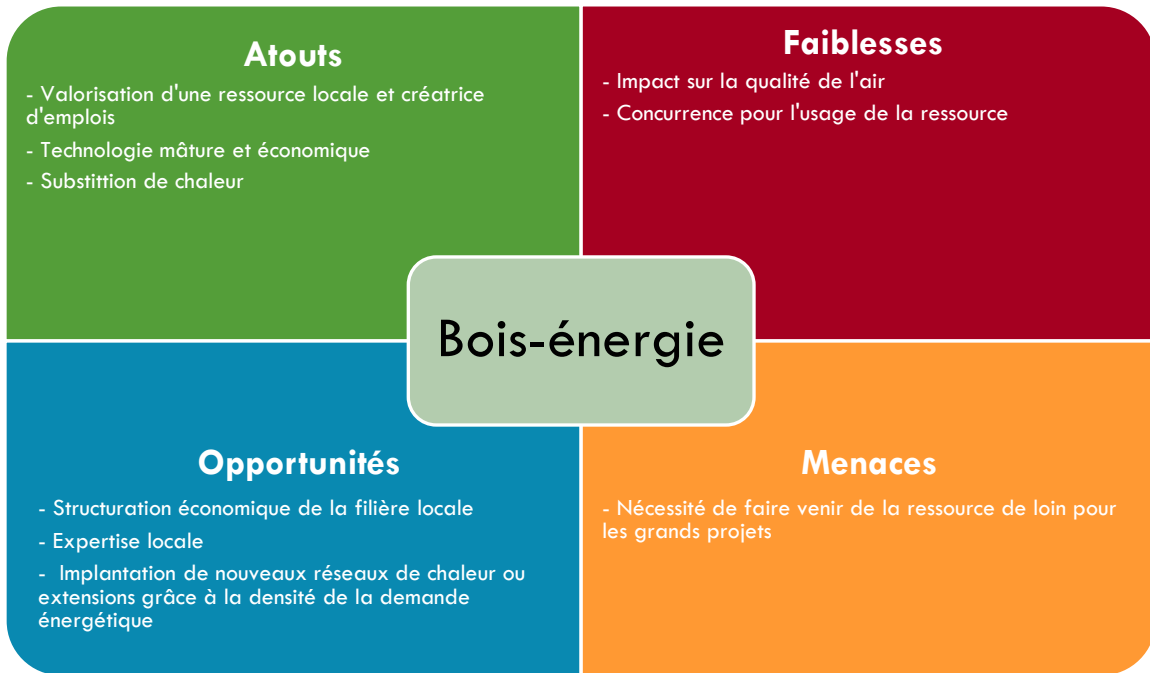 Atouts
- Valorisation d'une ressource locale et créatrice
d'emplois
- Technologie mâture et économique
- Substittion de chaleur
Faiblesses
- Impact sur la qualité de l'air
- Concurrence pour l'usage de la ressource
Bois-énergie
Opportunités
- Structuration économique de la filière locale
- Expertise locale
- Implantation de nouveaux réseaux de chaleur ou
extensions grâce à la densité de la demande
énergétique
Menaces
- Nécessité de faire venir de la ressource de loin pour
les grands projets